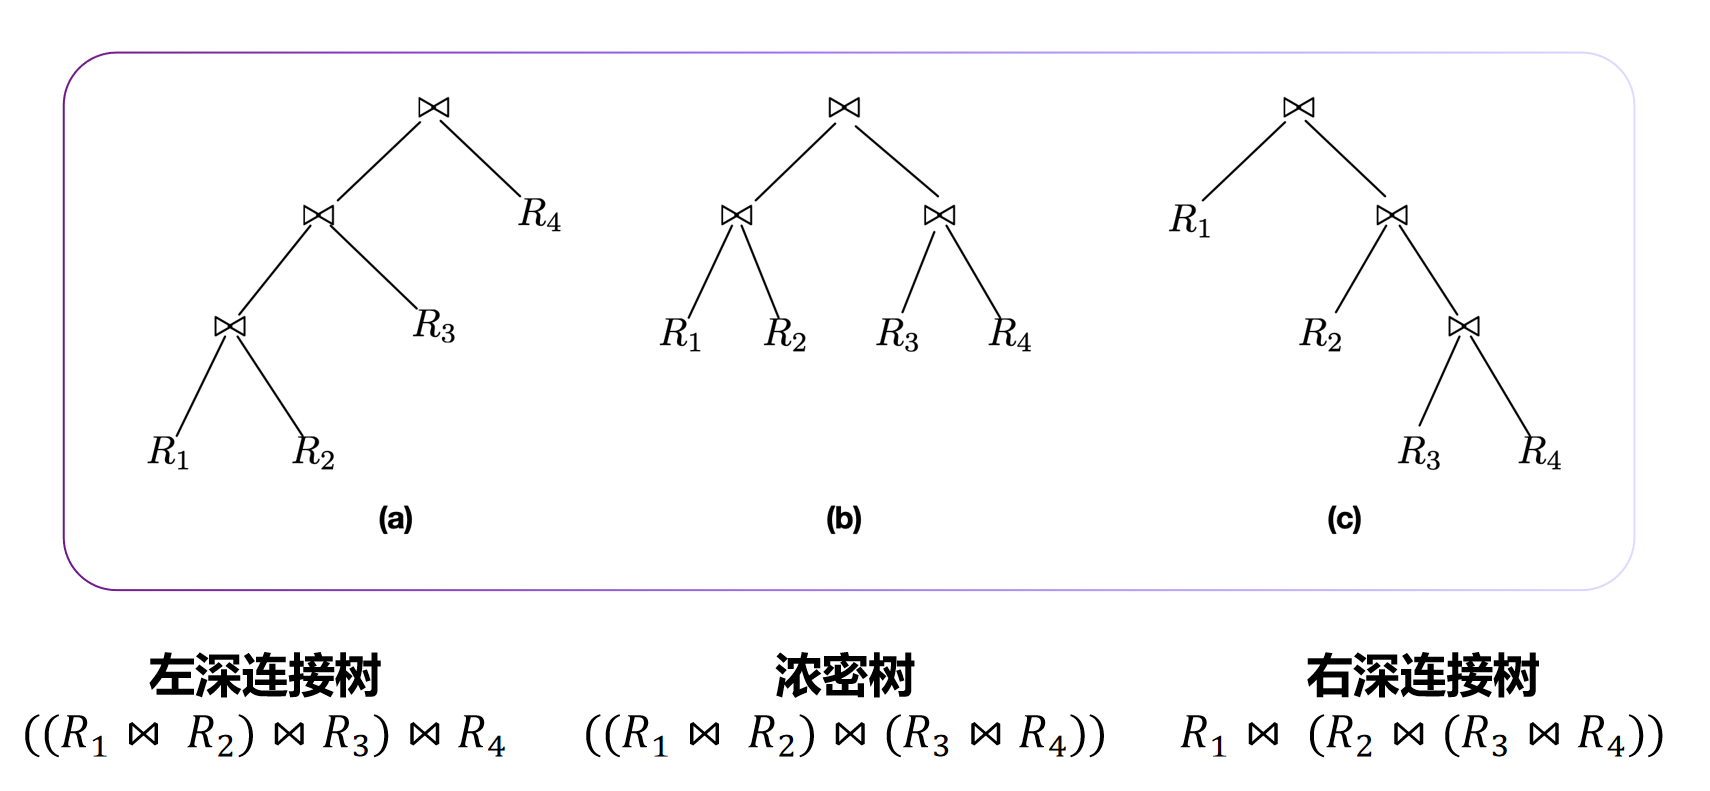 ⋈ ⋈ ⋈
⋈ R₄ ⋈ ⋈ R₁ ⋈
⋈ R₃ R₁ R₂ R₃ R₄ R₂ ⋈
R₁ R₂ R₃ R₄
(a) (b) (c)
左深连接树 浓密树 右深连接树
((R₁ ⋈ R₂) ⋈ R₃) ⋈ R₄ ((R₁ ⋈ R₂) ⋈ (R₃ ⋈ R₄)) R₁ ⋈ (R₂ ⋈ (R₃ ⋈ R₄))